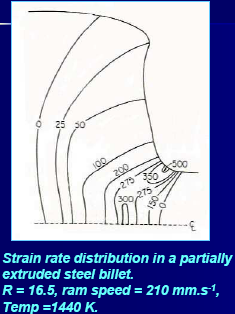 0 25 50
100
200
500
275
350
275
300
150
0
℄
Strain rate distribution in a partially
extruded steel billet.
R = 16.5, ram speed = 210 mm.s-1,
Temp =1440 K.